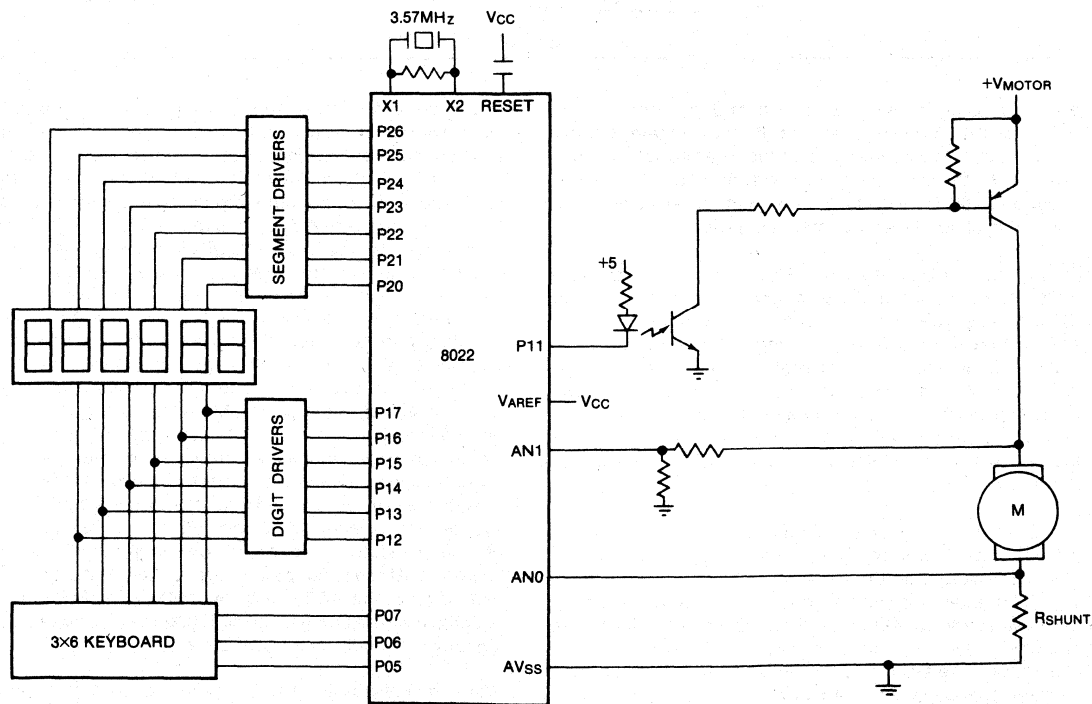 3.57MHz
VCC
X1 X2 RESET
+VMOTOR
SEGMENT DRIVERS
P26
P25
P24
P23
P22
P21
P20
+5
8022
P11
VAREF
VCC
DIGIT DRIVERS
P17
P16
P15
P14
P13
P12
AN1
M
AN0
RSHUNT
3×6 KEYBOARD
P07
P06
P05
AVSS